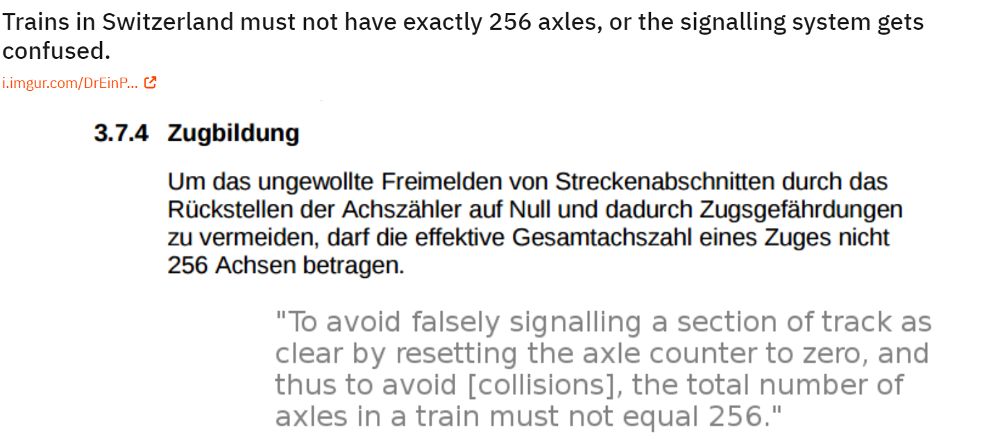 Trains in Switzerland must not have exactly 256 axles, or the signalling system gets
confused.
i.imgur.com/DrEinP...
3.7.4 Zugbildung
Um das ungewollte Freimelden von Streckenabschnitten durch das
Rückstellen der Achszähler auf Null und dadurch Zugsgefährdungen
zu vermeiden, darf die effektive Gesamtachszahl eines Zuges nicht
256 Achsen betragen.
"To avoid falsely signalling a section of track as
clear by resetting the axle counter to zero, and
thus to avoid [collisions], the total number of
axles in a train must not equal 256."